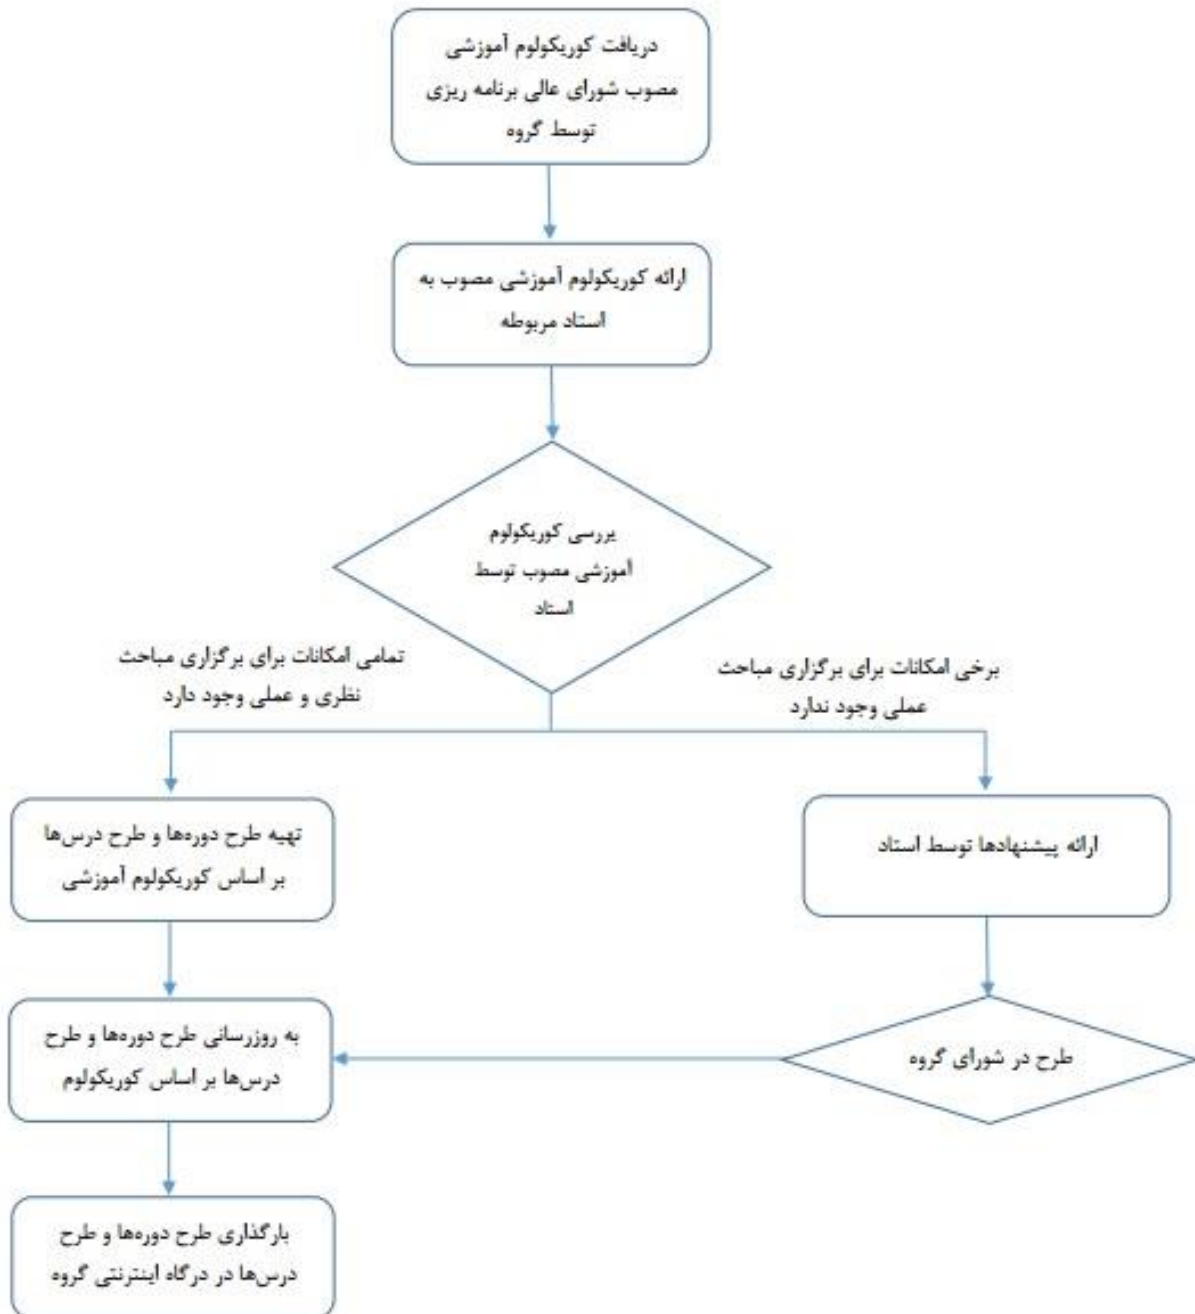 دریافت کوریکولوم آموزشی
مصوب شورای عالی برنامه ریزی
توسط گروه
ارائه کوریکولوم آموزشی مصوب به
استاد مربوطه
بررسی کوریکولوم
آموزشی مصوب توسط
استاد
برخی امکانات برای برگزاری مباحث
عملی وجود ندارد
تمامی امکانات برای برگزاری مباحث
نظری و عملی وجود دارد
ارائه پیشنهادها توسط استاد
تهیه طرح دوره‌ها و طرح درس‌ها
بر اساس کوریکولوم آموزشی
طرح در شورای گروه
به روزرسانی طرح دوره‌ها و طرح
درس‌ها بر اساس کوریکولوم
بارگذاری طرح دوره‌ها و طرح
درس‌ها در درگاه اینترنتی گروه